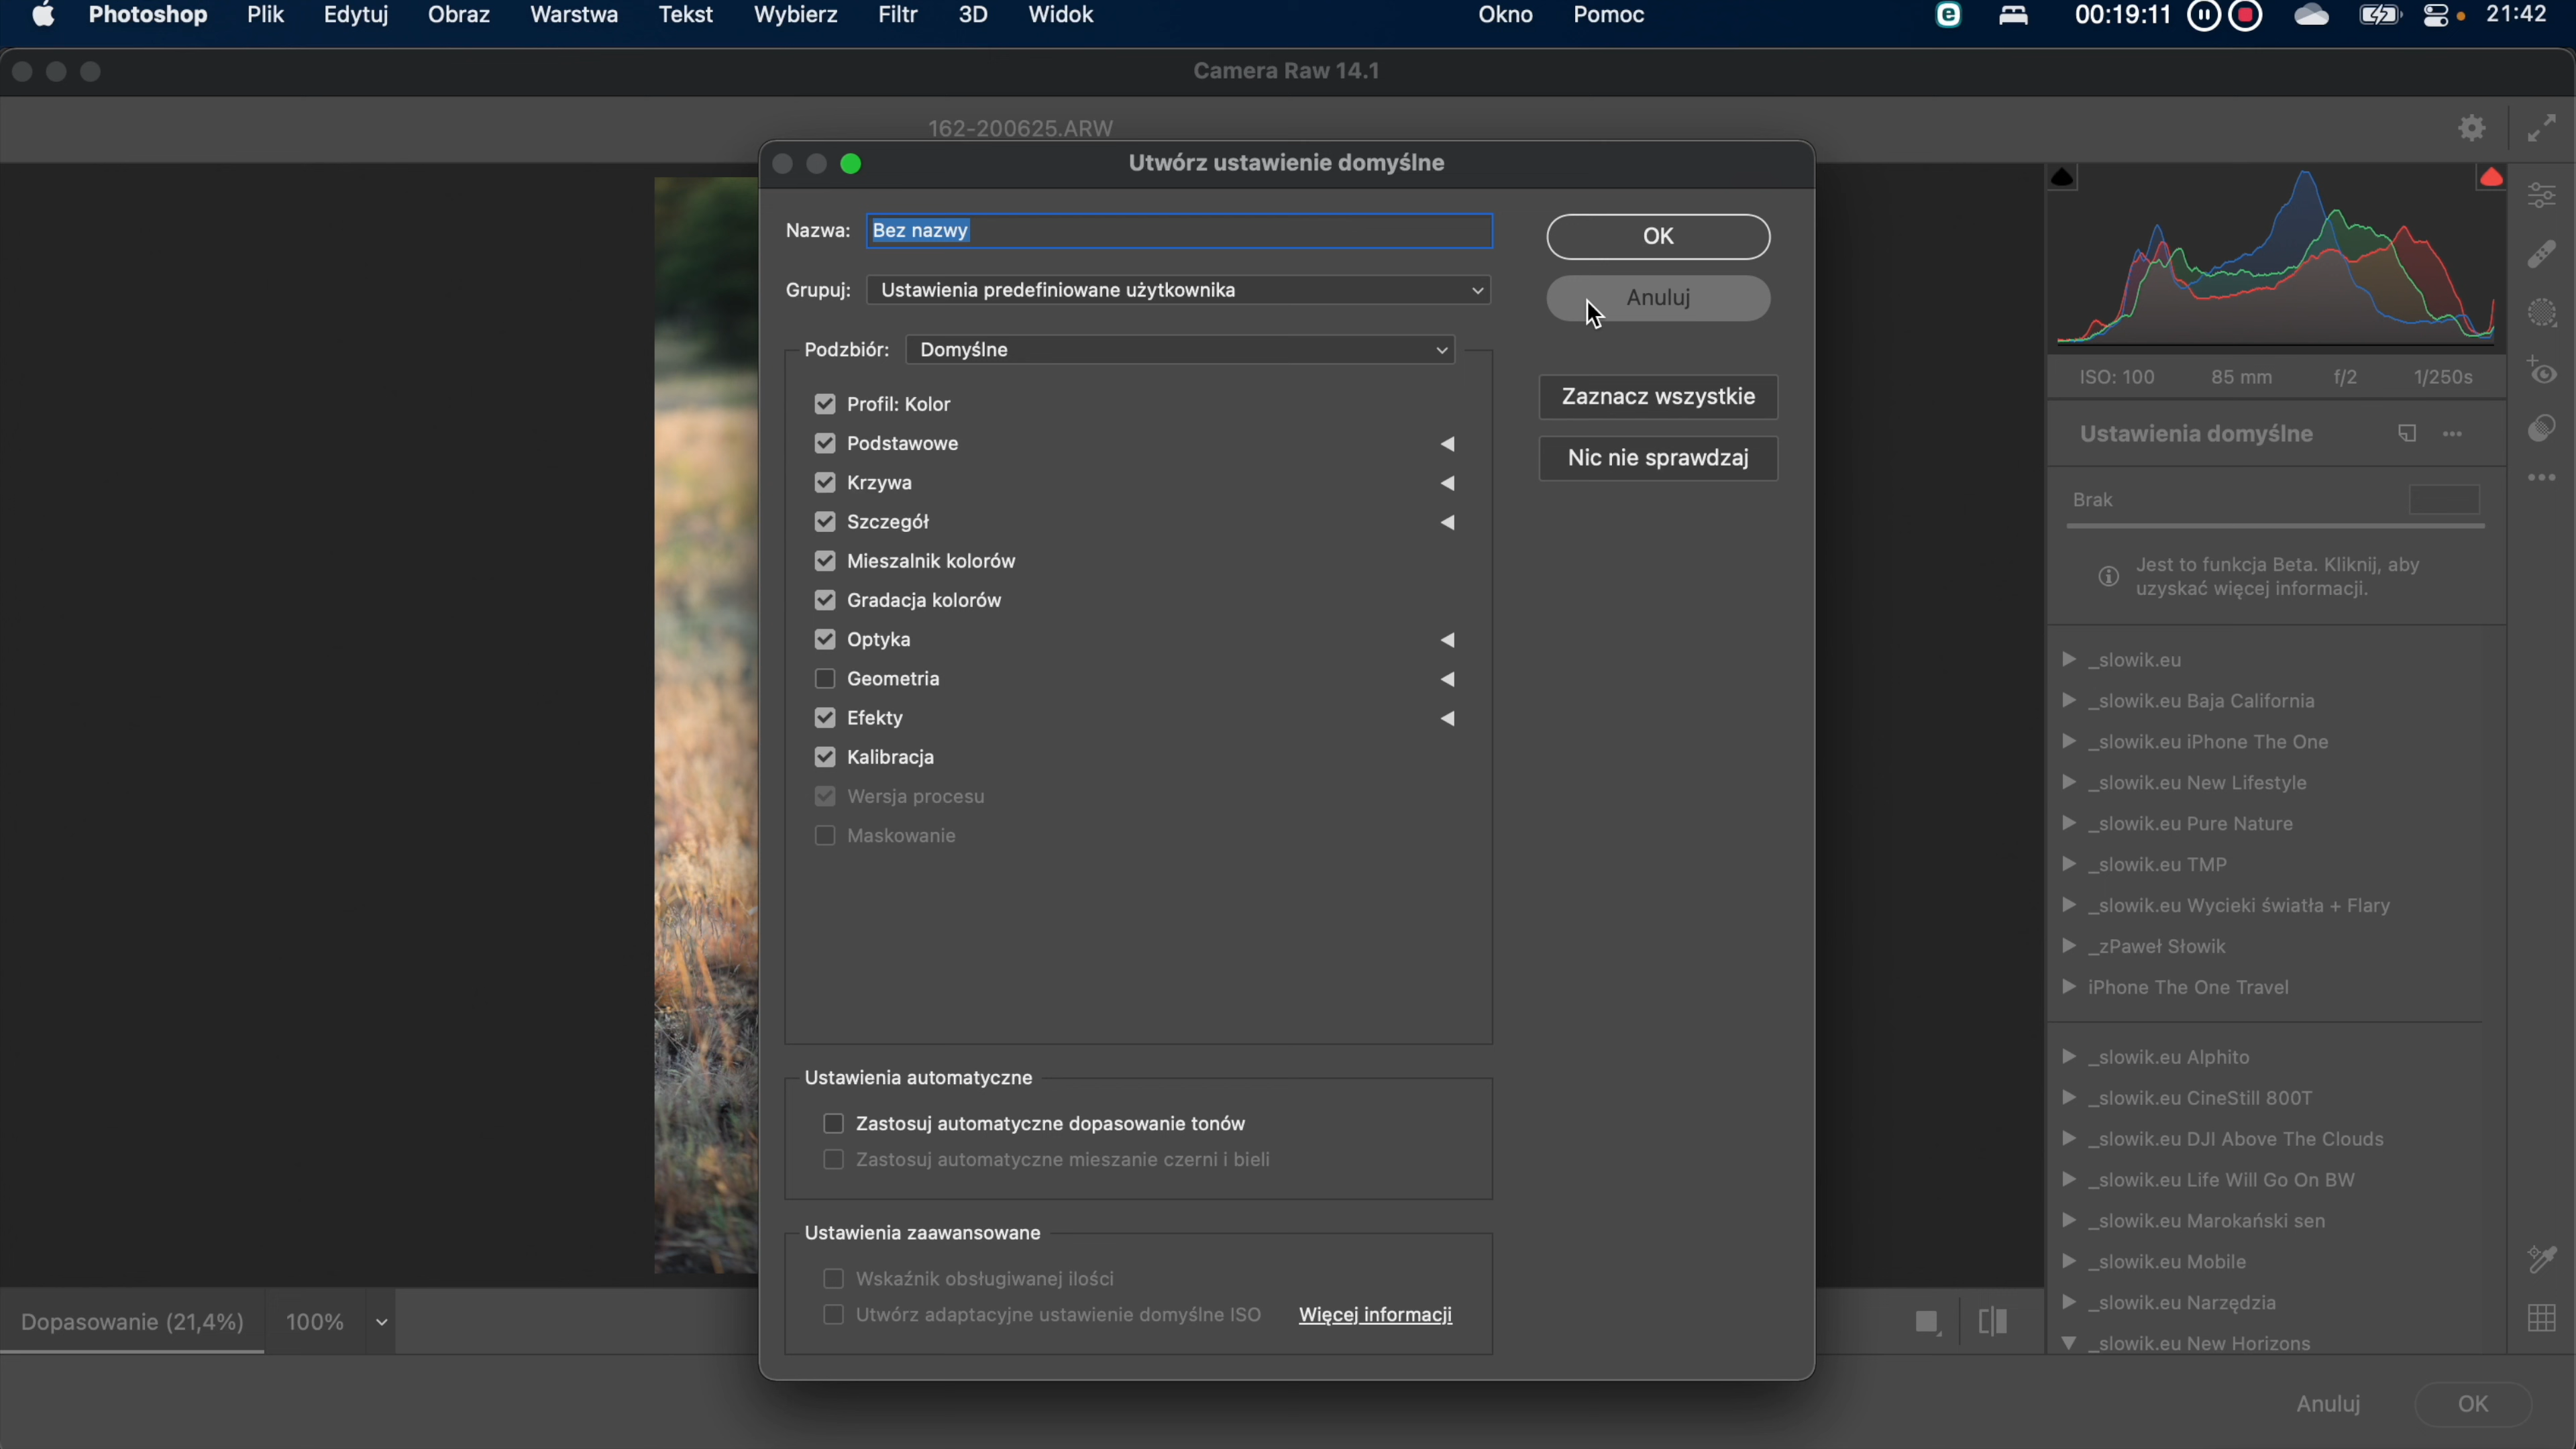 Photoshop Plik Edytuj Obraz Warstwa Tekst Wybierz Filtr 3D Widok Okno Pomoc 00:19:11 21:42
Camera Raw 14.1
162-200625.ARW
Utwórz ustawienie domyślne
Nazwa: Bez nazwy
OK
Grupuj: Ustawienia predefiniowane użytkownika
Anuluj
Podzbiór: Domyślne
Zaznacz wszystkie
Nic nie sprawdzaj
Profil: Kolor
Podstawowe
Krzywa
Szczegół
Mieszalnik kolorów
Gradacja kolorów
Optyka
Geometria
Efekty
Kalibracja
Wersja procesu
Maskowanie
Ustawienia automatyczne
Zastosuj automatyczne dopasowanie tonów
Zastosuj automatyczne mieszanie czerni i bieli
Ustawienia zaawansowane
Wskaźnik obsługiwanej ilości
Utwórz adaptacyjne ustawienie domyślne ISO Więcej informacji
ISO: 100 85 mm f/2 1/250s
Ustawienia domyślne
Brak
Jest to funkcja Beta. Kliknij, aby
uzyskać więcej informacji.
_slowik.eu
_slowik.eu Baja California
_slowik.eu iPhone The One
_slowik.eu New Lifestyle
_slowik.eu Pure Nature
_slowik.eu TMP
_slowik.eu Wycieki światła + Flary
_zPaweł Słowik
iPhone The One Travel
_slowik.eu Alphito
_slowik.eu CineStill 800T
_slowik.eu DJI Above The Clouds
_slowik.eu Life Will Go On BW
_slowik.eu Marokański sen
_slowik.eu Mobile
_slowik.eu Narzędzia
_slowik.eu New Horizons
Dopasowanie (21,4%) 100%
Anuluj OK